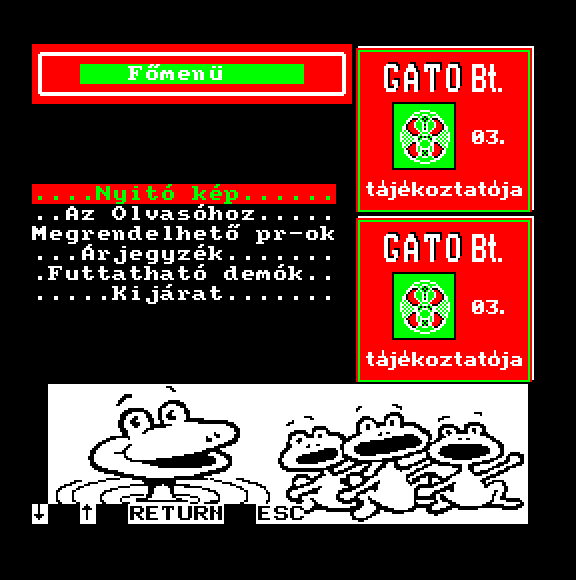 Főmenü
....Nyitó kép......
..Az Olvasóhoz.....
Megrendelhető pr-ok
...Árjegyzék.......
.Futtatható demók..
.....Kijárat.......
GATO Bt.
03.
tájékoztatója
GATO Bt.
03.
tájékoztatója
↓ ↑ RETURN ESC